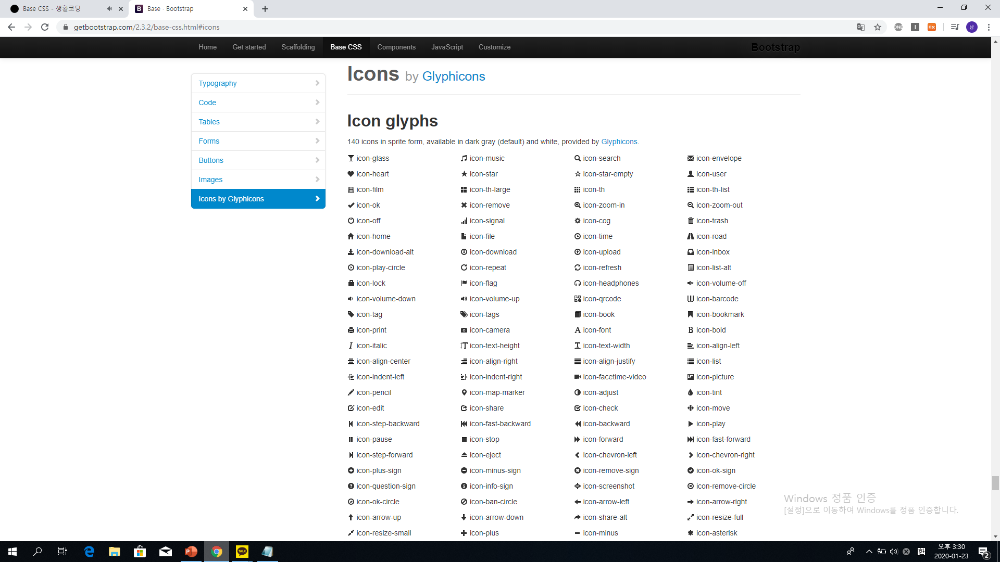 Base CSS - 생활코딩
Base · Bootstrap
getbootstrap.com/2.3.2/base-css.html#icons
남
Home Get started Scaffolding Base CSS Components JavaScript Customize Bootstrap
Typography
Code
Tables
Forms
Buttons
Images
Icons by Glyphicons
Icons by Glyphicons
Icon glyphs
140 icons in sprite form, available in dark gray (default) and white, provided by Glyphicons.
icon-glass icon-music icon-search icon-envelope
icon-heart icon-star icon-star-empty icon-user
icon-film icon-th-large icon-th icon-th-list
icon-ok icon-remove icon-zoom-in icon-zoom-out
icon-off icon-signal icon-cog icon-trash
icon-home icon-file icon-time icon-road
icon-download-alt icon-download icon-upload icon-inbox
icon-play-circle icon-repeat icon-refresh icon-list-alt
icon-lock icon-flag icon-headphones icon-volume-off
icon-volume-down icon-volume-up icon-qrcode icon-barcode
icon-tag icon-tags icon-book icon-bookmark
icon-print icon-camera icon-font icon-bold
icon-italic icon-text-height icon-text-width icon-align-left
icon-align-center icon-align-right icon-align-justify icon-list
icon-indent-left icon-indent-right icon-facetime-video icon-picture
icon-pencil icon-map-marker icon-adjust icon-tint
icon-edit icon-share icon-check icon-move
icon-step-backward icon-fast-backward icon-backward icon-play
icon-pause icon-stop icon-forward icon-fast-forward
icon-step-forward icon-eject icon-chevron-left icon-chevron-right
icon-plus-sign icon-minus-sign icon-remove-sign icon-ok-sign
icon-question-sign icon-info-sign icon-screenshot icon-remove-circle
icon-ok-circle icon-ban-circle icon-arrow-left icon-arrow-right
icon-arrow-up icon-arrow-down icon-share-alt icon-resize-full
icon-resize-small icon-plus icon-minus icon-asterisk
Windows 정품 인증
[설정]으로 이동하여 Windows를 정품 인증합니다.
TALK
한
오후 3:30
2020-01-23
2